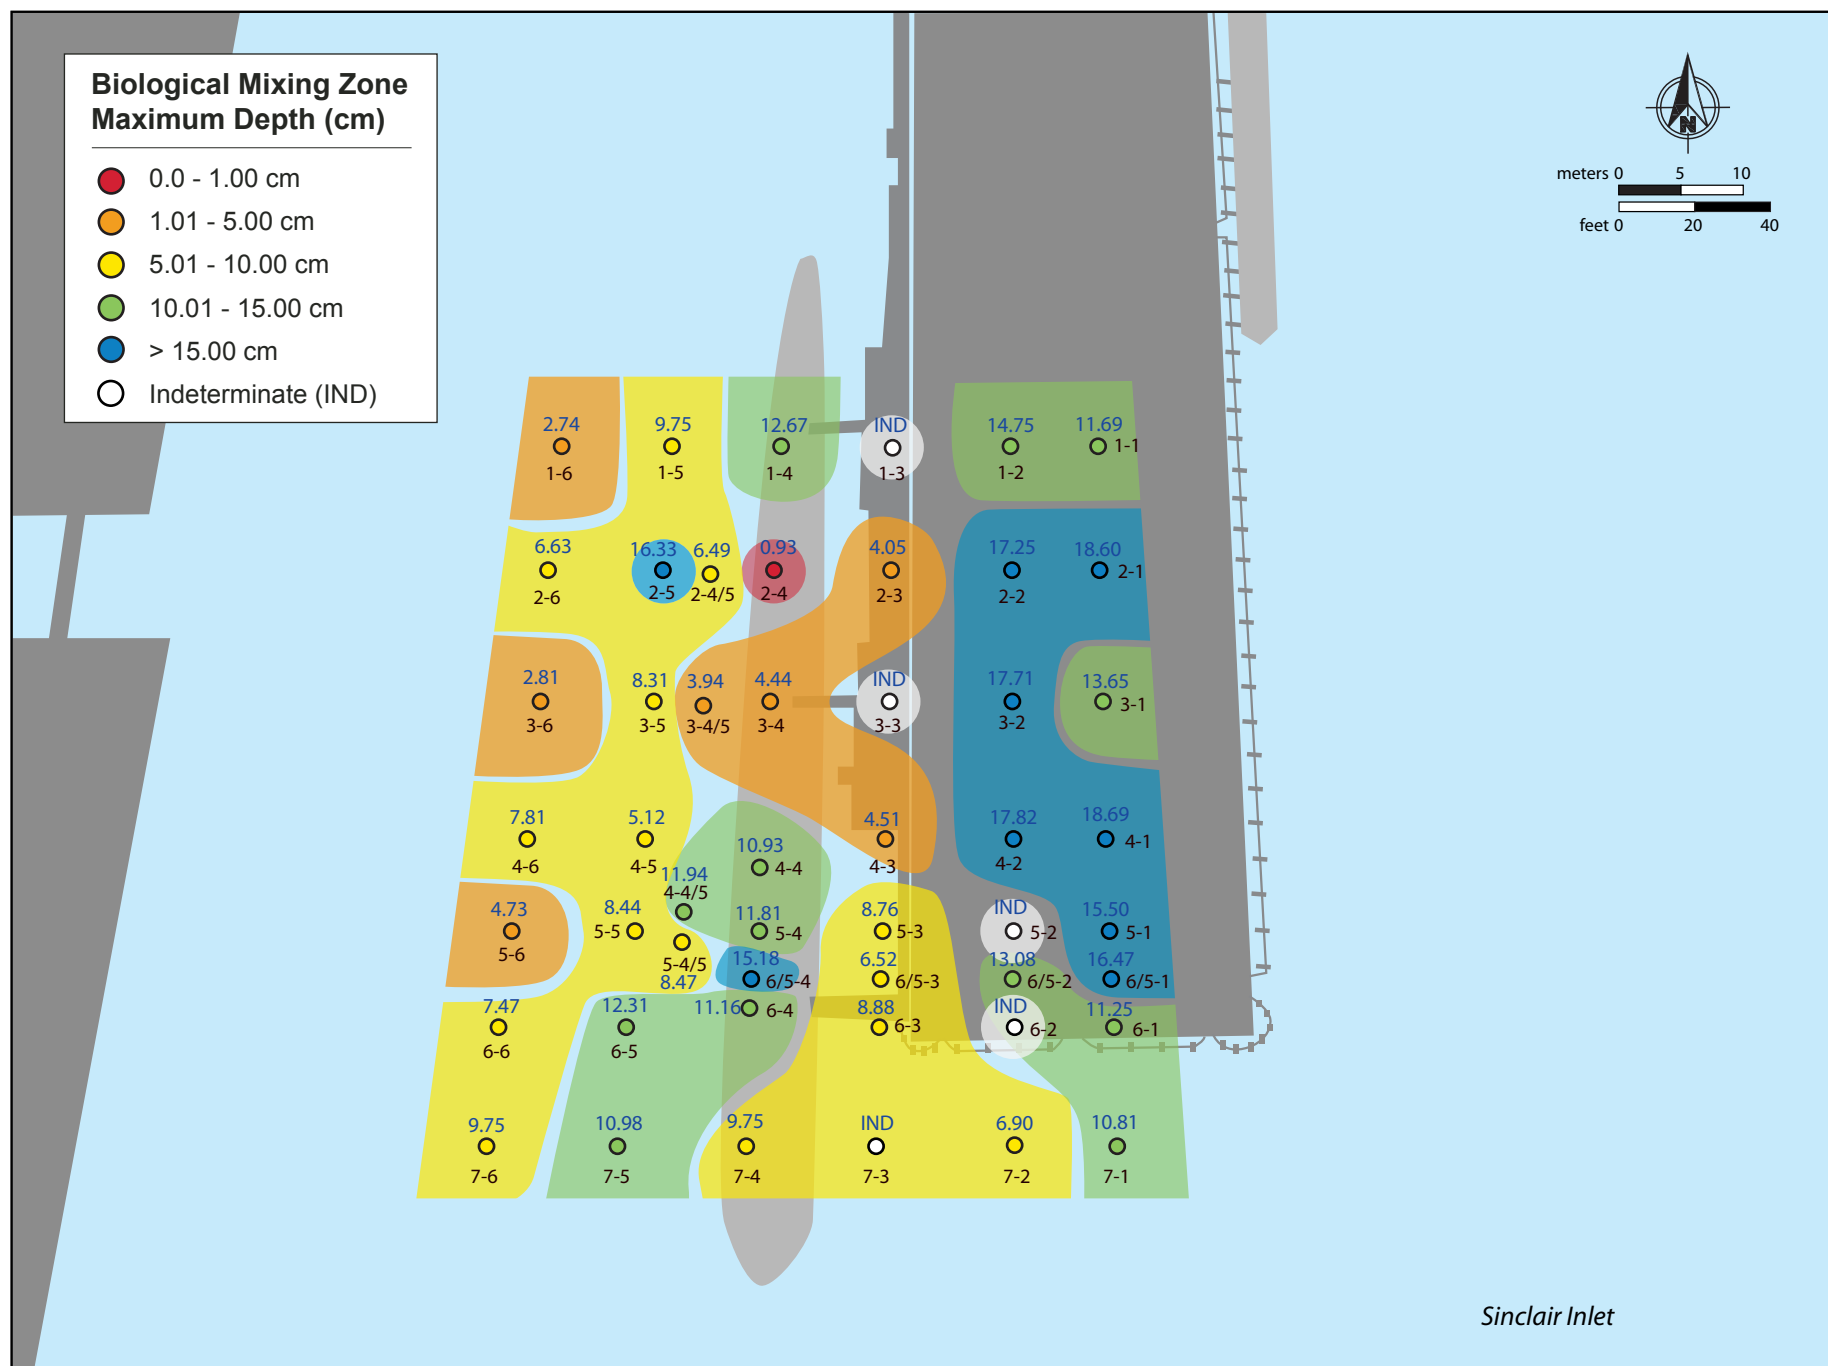 Biological Mixing Zone
Maximum Depth (cm)
0.0 - 1.00 cm
1.01 - 5.00 cm
5.01 - 10.00 cm
10.01 - 15.00 cm
> 15.00 cm
Indeterminate (IND)
N
meters 0 5 10
feet 0 20 40
2.74 9.75 12.67 IND 14.75 11.69
1-6 1-5 1-4 1-3 1-2 1-1
6.63 16.33 6.49 0.93 4.05 17.25 18.60
2-6 2-5 2-4/5 2-4 2-3 2-2 2-1
2.81 8.31 3.94 4.44 IND 17.71 13.65
3-6 3-5 3-4/5 3-4 3-3 3-2 3-1
7.81 5.12 10.93 4.51 17.82 18.69
4-6 4-5 4-4 4-3 4-2 4-1
11.94
4-4/5
4.73 8.44 11.81 8.76 IND 15.50
5-6 5-5 5-4 5-3 5-2 5-1
5-4/5
8.47
15.18 6.52 13.08 16.47
6/5-4 6/5-3 6/5-2 6/5-1
7.47 12.31 11.16 8.88 IND 11.25
6-6 6-5 6-4 6-3 6-2 6-1
9.75 10.98 9.75 IND 6.90 10.81
7-6 7-5 7-4 7-3 7-2 7-1
Sinclair Inlet